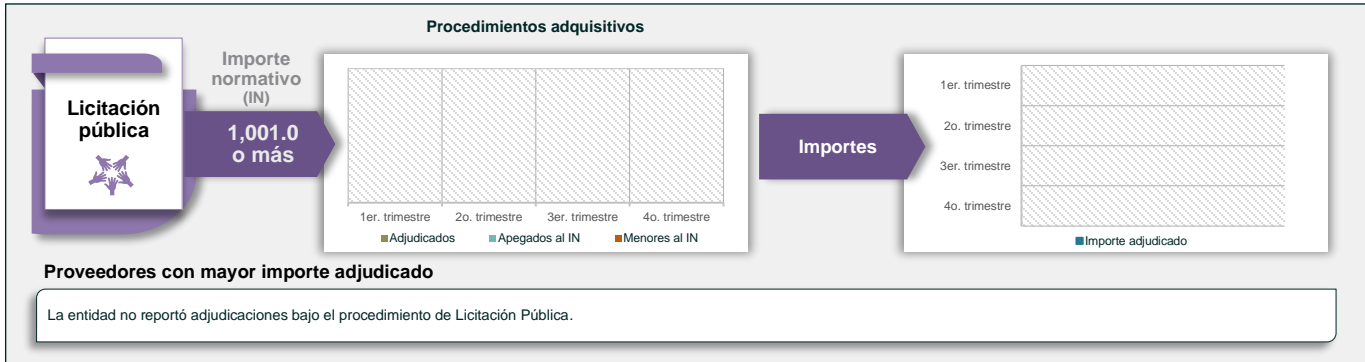 Procedimientos adquisitivos
Licitación
pública
Importe
normativo
(IN)
1,001.0
o más
1er. trimestre 2o. trimestre 3er. trimestre 4o. trimestre
Adjudicados Apegados al IN Menores al IN
Importes
1er. trimestre
2o. trimestre
3er. trimestre
4o. trimestre
Importe adjudicado
Proveedores con mayor importe adjudicado
La entidad no reportó adjudicaciones bajo el procedimiento de Licitación Pública.